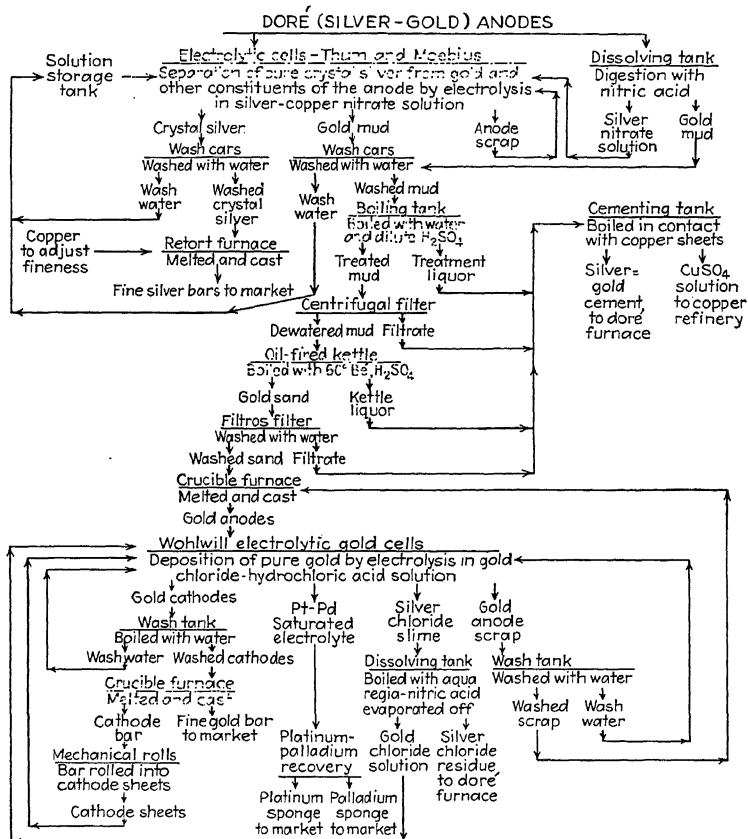 DORÉ (SILVER-GOLD) ANODES
Solution
storage
tank
Electrolytic cells-Thum and Moebius
Separation of pure crystal silver from gold and
other constituents of the anode by electrolysis
in silver-copper nitrate solution
Dissolving tank
Digestion with
nitric acid
Silver
nitrate
solution
Gold
mud
Crystal silver
Gold mud
Anode
scrap
Wash cars
Washed with water
Wash cars
Washed with water
Wash
water
Washed
crystal
silver
Wash
water
Washed mud
Boiling tank
Boiled with water
and dilute H₂SO₄
Copper
to adjust
fineness
Retort furnace
Melted and cast
Fine silver bars to market
Treated
mud
Treatment
liquor
Cementing tank
Boiled in contact
with copper sheets
Silver=
gold
cement,
to doré
furnace
CuSO₄
solution
to copper
refinery
Centrifugal filter
Dewatered mud Filtrate
Oil-fired kettle
Boiled with 60° Bé, H₂SO₄
Gold sand
Kettle
liquor
Filtros filter
Washed with water
Washed sand Filtrate
Crucible furnace
Melted and cast
Gold anodes
Wohlwill electrolytic gold cells
Deposition of pure gold by electrolysis in gold
chloride-hydrochloric acid solution
Gold cathodes
Wash tank
Boiled with water
Wash water Washed cathodes
Crucible furnace
Melted and cast
Cathode
bar
Fine gold bar
to market
Mechanical rolls
Bar rolled into
cathode sheets
Cathode sheets
Pt-Pd
Saturated
electrolyte
Platinum-
palladium
recovery
Platinum
sponge
to market
Palladium
sponge
to market
Silver
chloride
slime
Dissolving tank
Boiled with aqua
regia-nitric acid
evaporated off
Gold
chloride
solution
Silver
chloride
residue
to doré
furnace
Gold
anode
scrap
Wash tank
Washed with water
Washed
scrap
Wash
water